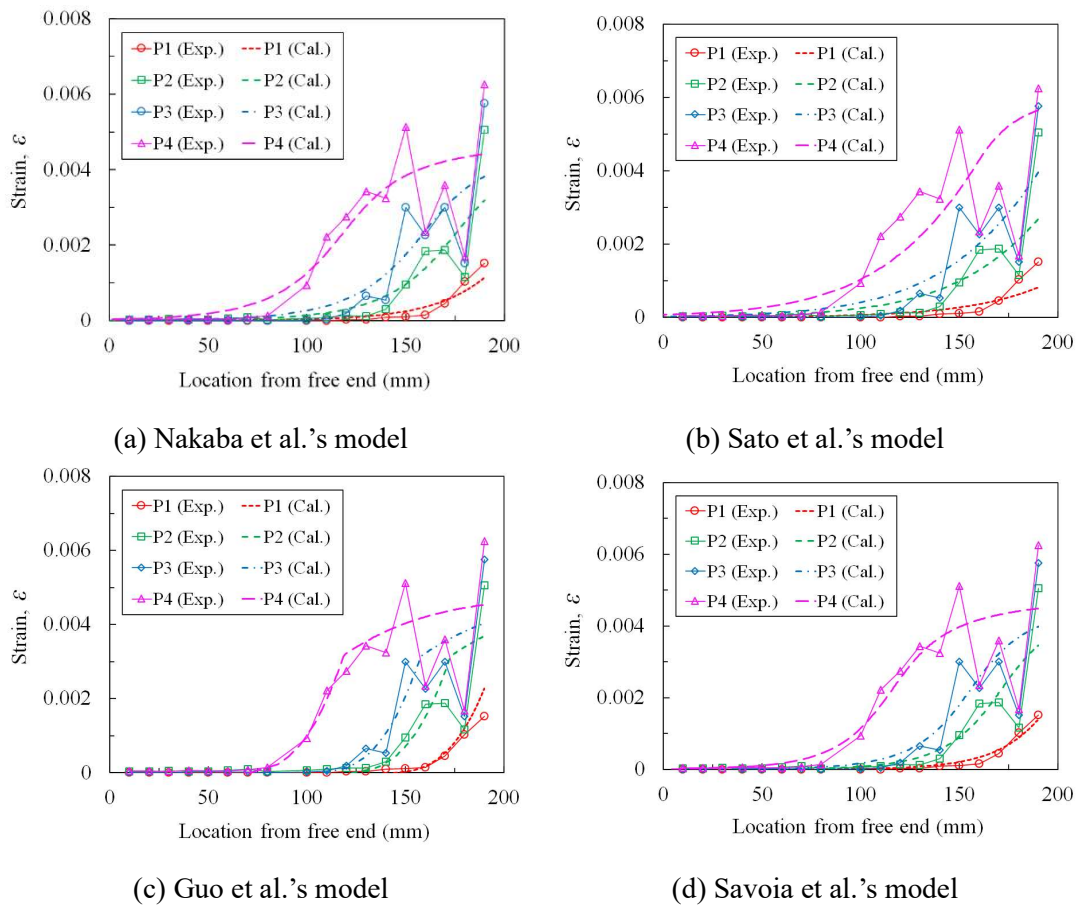 0.008
P1 (Exp.) P1 (Cal.)
P2 (Exp.) P2 (Cal.)
P3 (Exp.) P3 (Cal.)
P4 (Exp.) P4 (Cal.)
0.006
0.004
0.002
0
Strain, ε
0 50 100 150 200
Location from free end (mm)
(a) Nakaba et al.’s model
0.008
P1 (Exp.) P1 (Cal.)
P2 (Exp.) P2 (Cal.)
P3 (Exp.) P3 (Cal.)
P4 (Exp.) P4 (Cal.)
0.006
0.004
0.002
0
Strain, ε
0 50 100 150 200
Location from free end (mm)
(b) Sato et al.’s model
0.008
P1 (Exp.) P1 (Cal.)
P2 (Exp.) P2 (Cal.)
P3 (Exp.) P3 (Cal.)
P4 (Exp.) P4 (Cal.)
0.006
0.004
0.002
0
Strain, ε
0 50 100 150 200
Location from free end (mm)
(c) Guo et al.’s model
0.008
P1 (Exp.) P1 (Cal.)
P2 (Exp.) P2 (Cal.)
P3 (Exp.) P3 (Cal.)
P4 (Exp.) P4 (Cal.)
0.006
0.004
0.002
0
Strain, ε
0 50 100 150 200
Location from free end (mm)
(d) Savoia et al.’s model